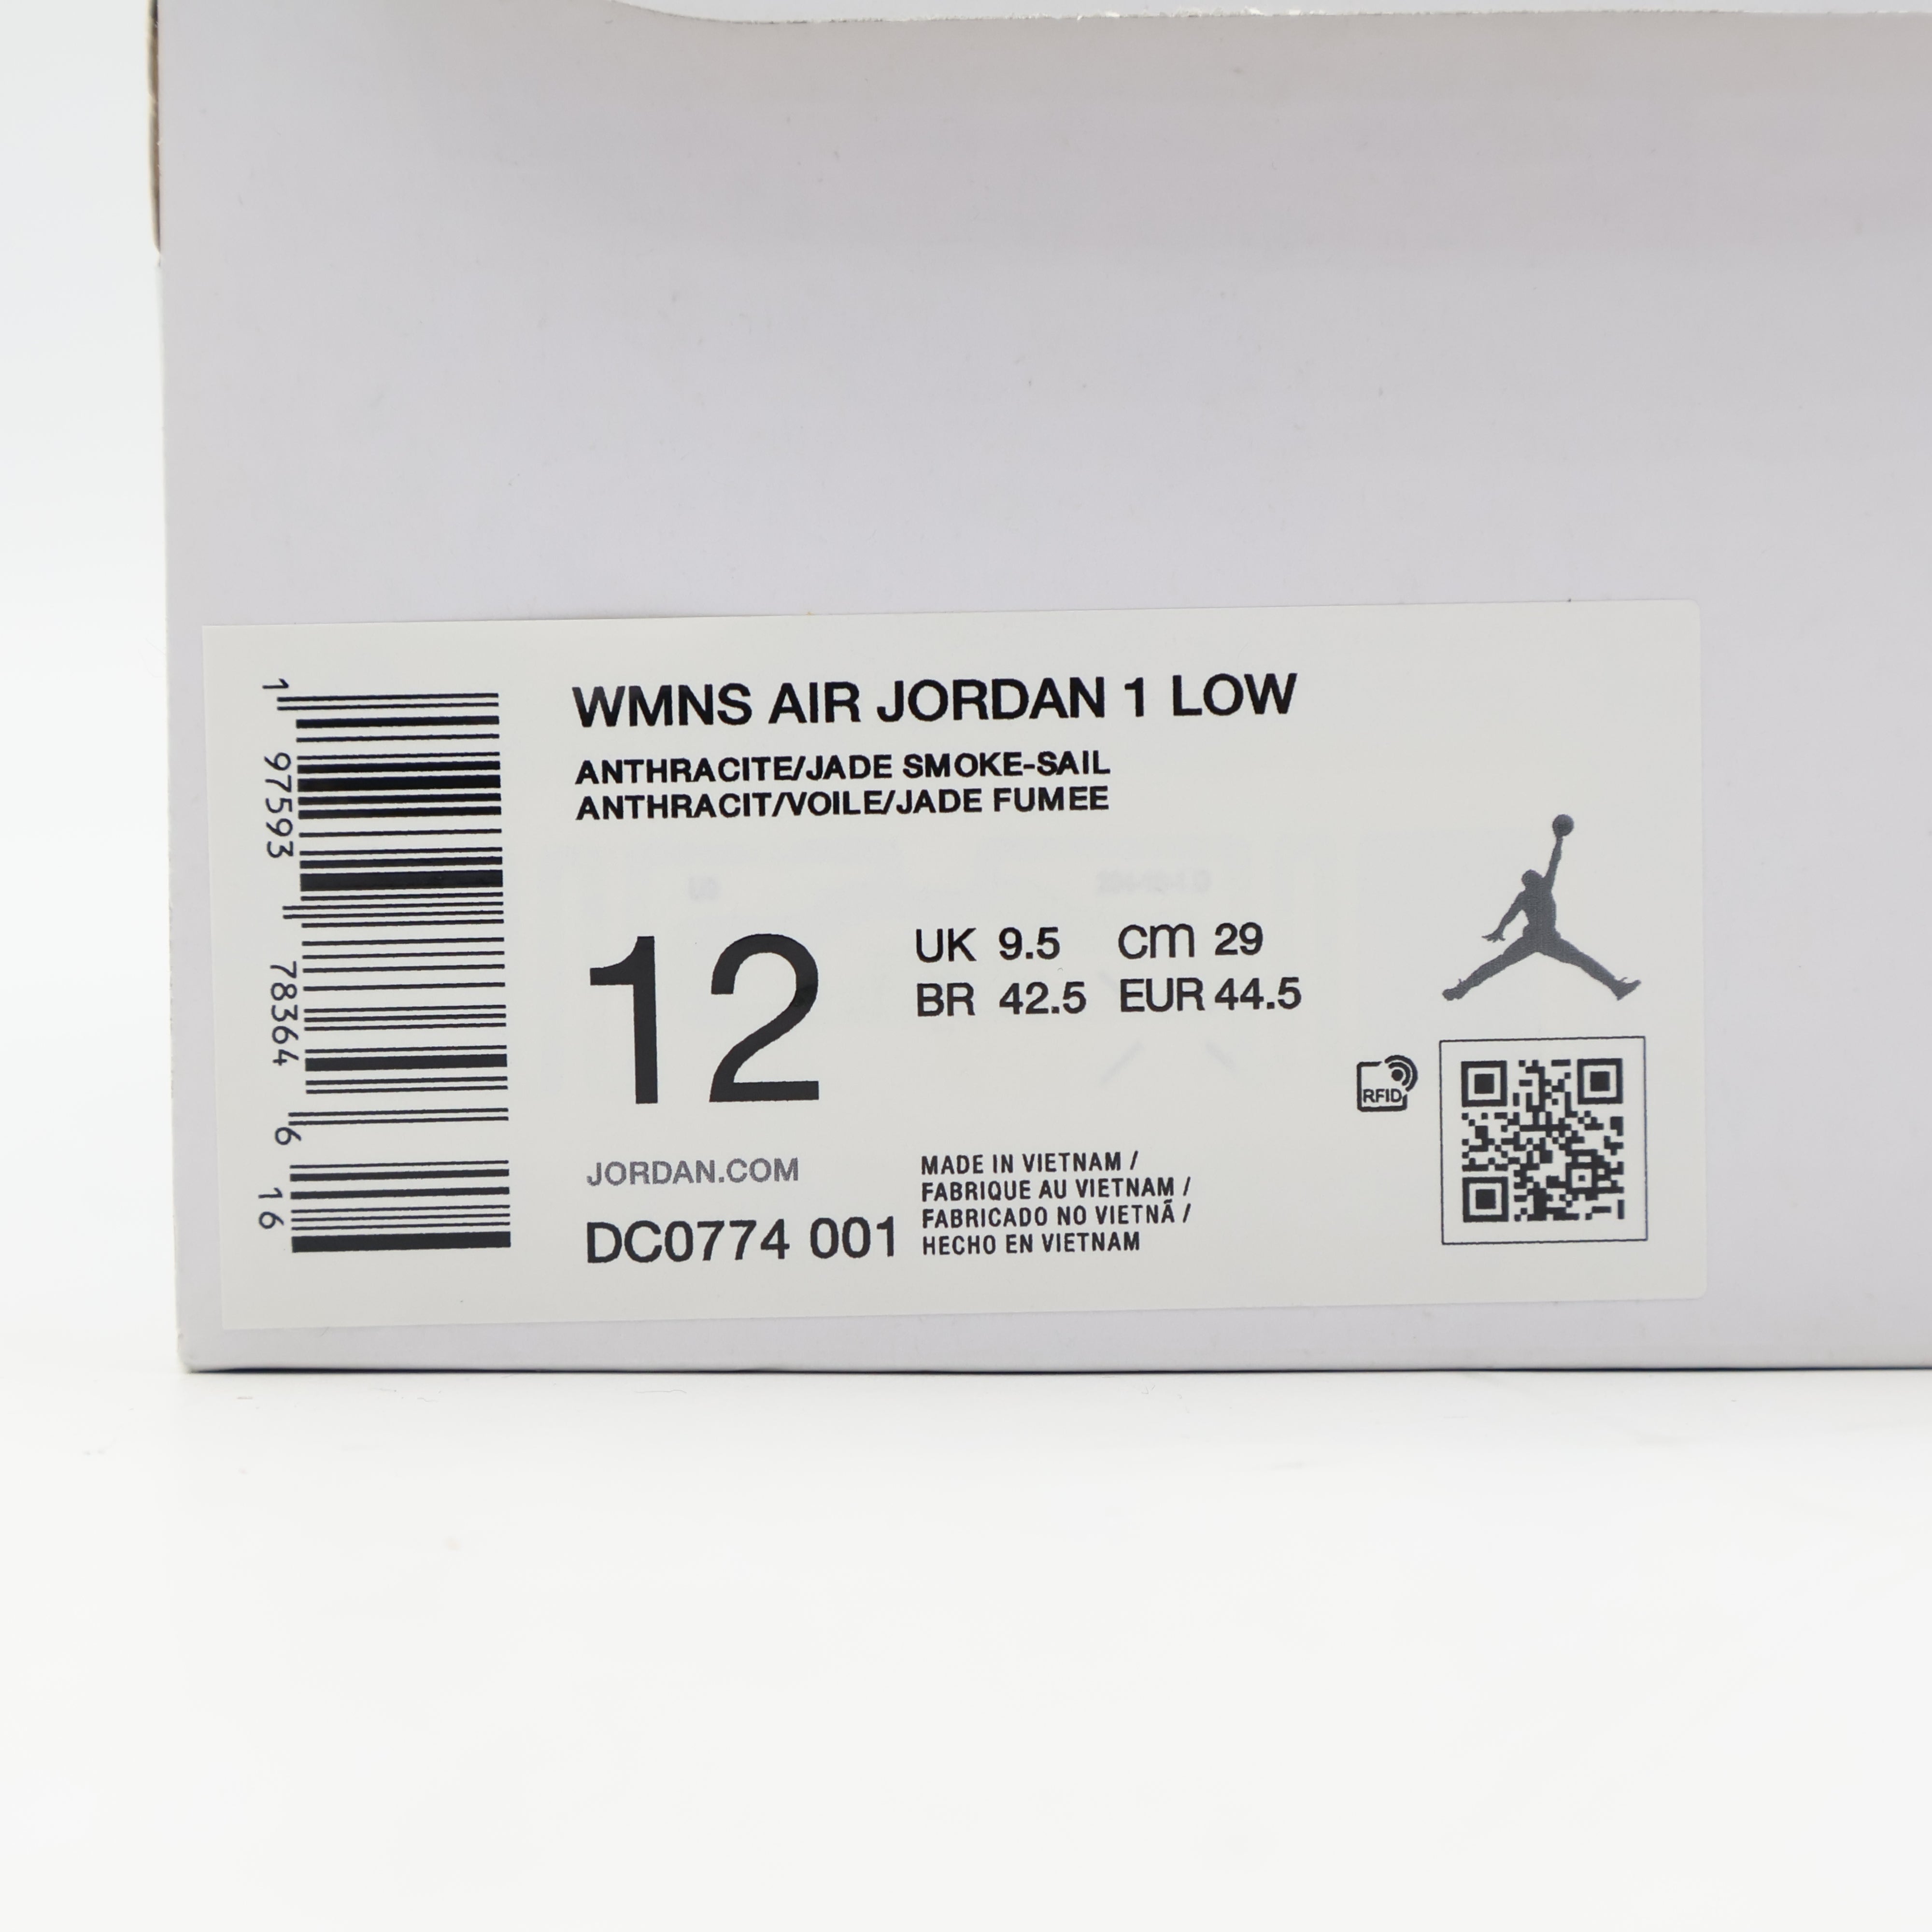 1 97593 78364 6 16
WMNS AIR JORDAN 1 LOW
ANTHRACITE/JADE SMOKE-SAIL
ANTHRACIT/VOILE/JADE FUMEE
12
UK 9.5 cm 29
BR 42.5 EUR 44.5
RFID
JORDAN.COM
DC0774 001
MADE IN VIETNAM /
FABRIQUE AU VIETNAM /
FABRICADO NO VIETNÃ /
HECHO EN VIETNAM